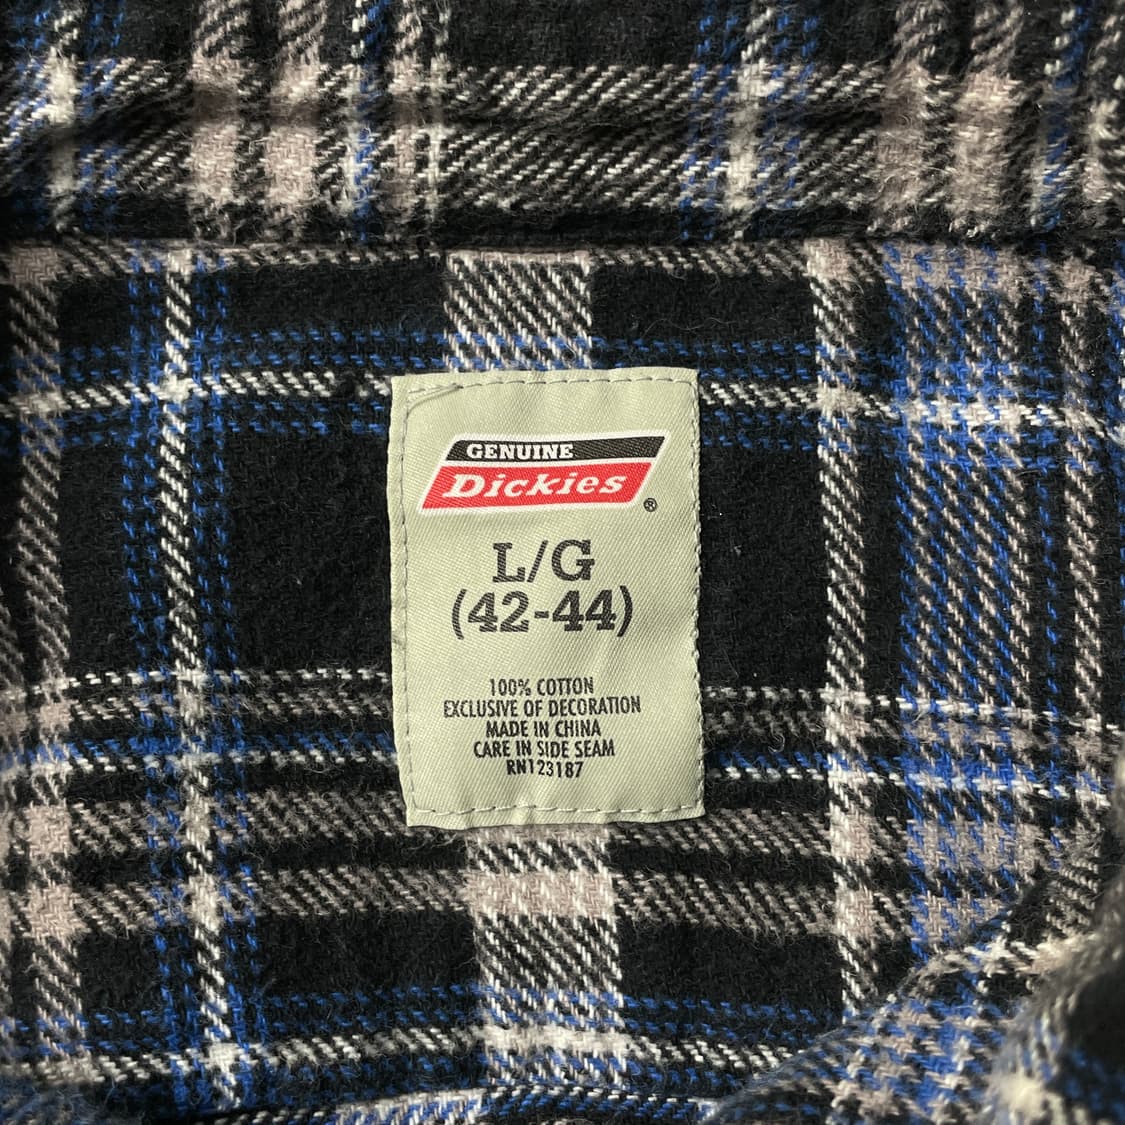 GENUINE
Dickies®
L/G
(42-44)
100% COTTON
EXCLUSIVE OF DECORATION
MADE IN CHINA
CARE IN SIDE SEAM
RN123187